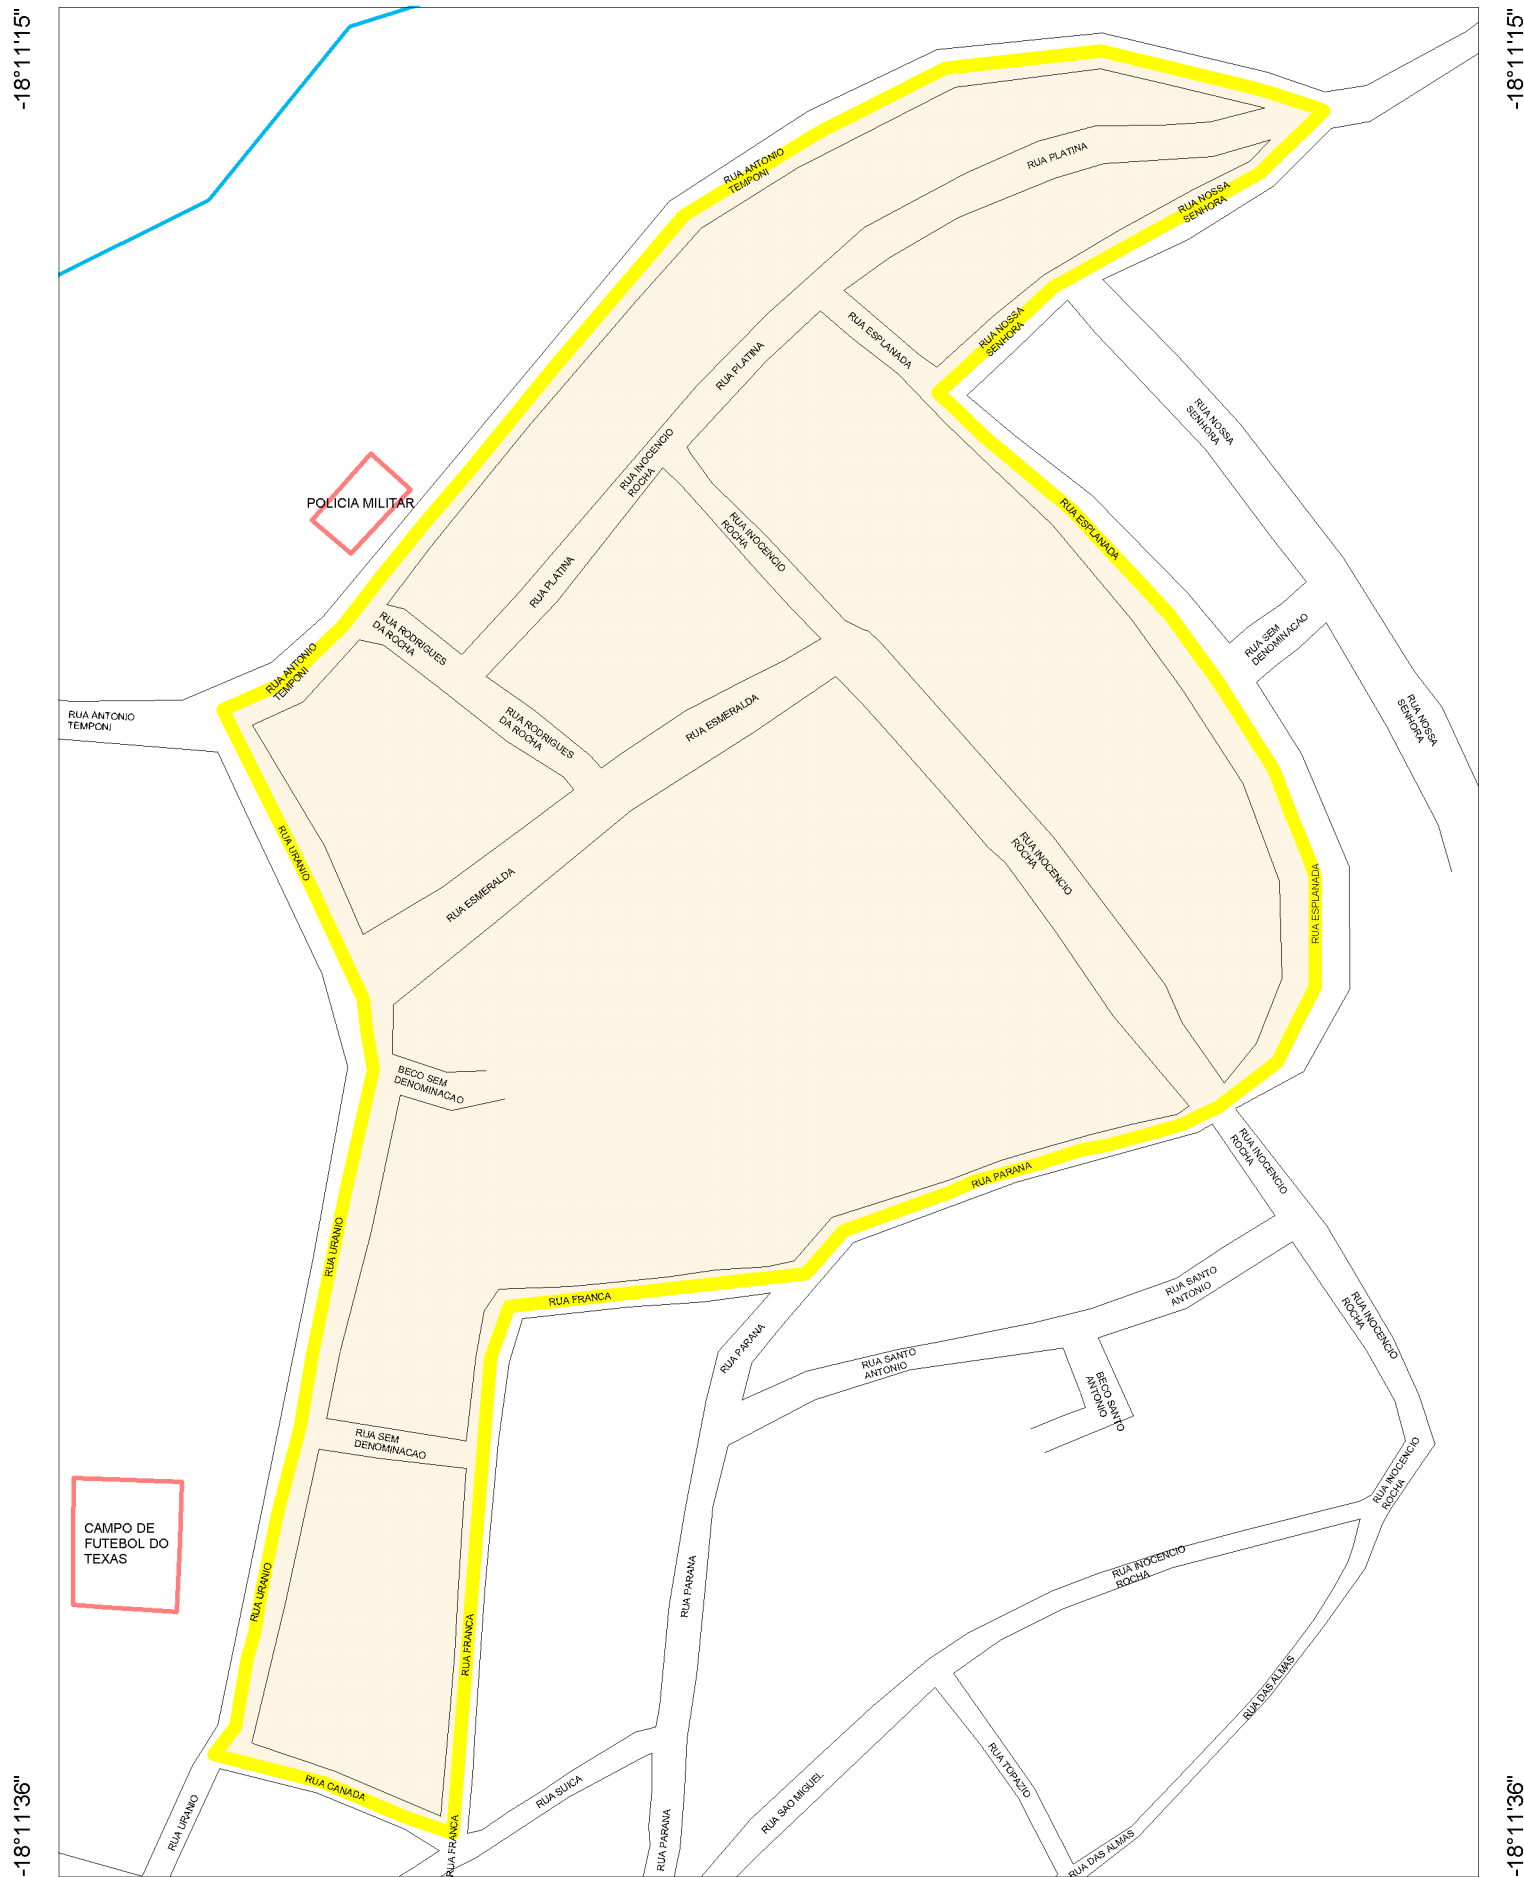 -18°11'15"
-18°11'15"
RUA PLATINA
RUA ANTONIO
TEMPONI
RUA NOSSA
SENHORA
RUA ESPLANADA
RUA NOSSA
SENHORA
RUA PLATINA
RUA NOSSA
SENHORA
RUA INOCENCIO
ROCHA
POLICIA MILITAR
RUA ESPLANADA
RUA INOCENCIO
ROCHA
RUA PLATINA
RUA RODRIGUES
DA ROCHA
RUA SEM
DENOMINACAO
RUA ANTONIO
TEMPONI
RUA ANTONIO
TEMPONI
RUA RODRIGUES
DA ROCHA
RUA ESMERALDA
RUA NOSSA
SENHORA
RUA URANIO
RUA ESMERALDA
RUA INOCENCIO
ROCHA
RUA ESPLANADA
BECO SEM
DENOMINACAO
RUA PARANA
RUA INOCENCIO
ROCHA
RUA URANIO
RUA FRANCA
RUA SANTO
ANTONIO
RUA INOCENCIO
ROCHA
RUA PARANA
RUA SANTO
ANTONIO
BECO SANTO
ANTONIO
RUA SEM
DENOMINACAO
RUA INOCENCIO
ROCHA
CAMPO DE
FUTEBOL DO
TEXAS
RUA URANIO
RUA PARANA
RUA INOCENCIO
ROCHA
RUA FRANCA
RUA DAS ALMAS
RUA CANADA
RUA SUICA
RUA TOPAZIO
RUA SAO MIGUEL
RUA URANIO
RUA FRANCA
RUA PARANA
RUA DAS ALMAS
-18°11'36"
-18°11'36"